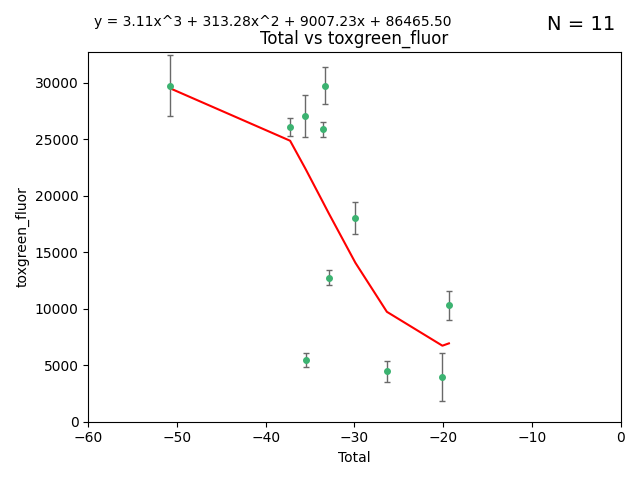 y = 3.11x^3 + 313.28x^2 + 9007.23x + 86465.50
N = 11
Total vs toxgreen_fluor
30000
25000
20000
15000
10000
5000
0
toxgreen_fluor
−60 −50 −40 −30 −20 −10 0
Total